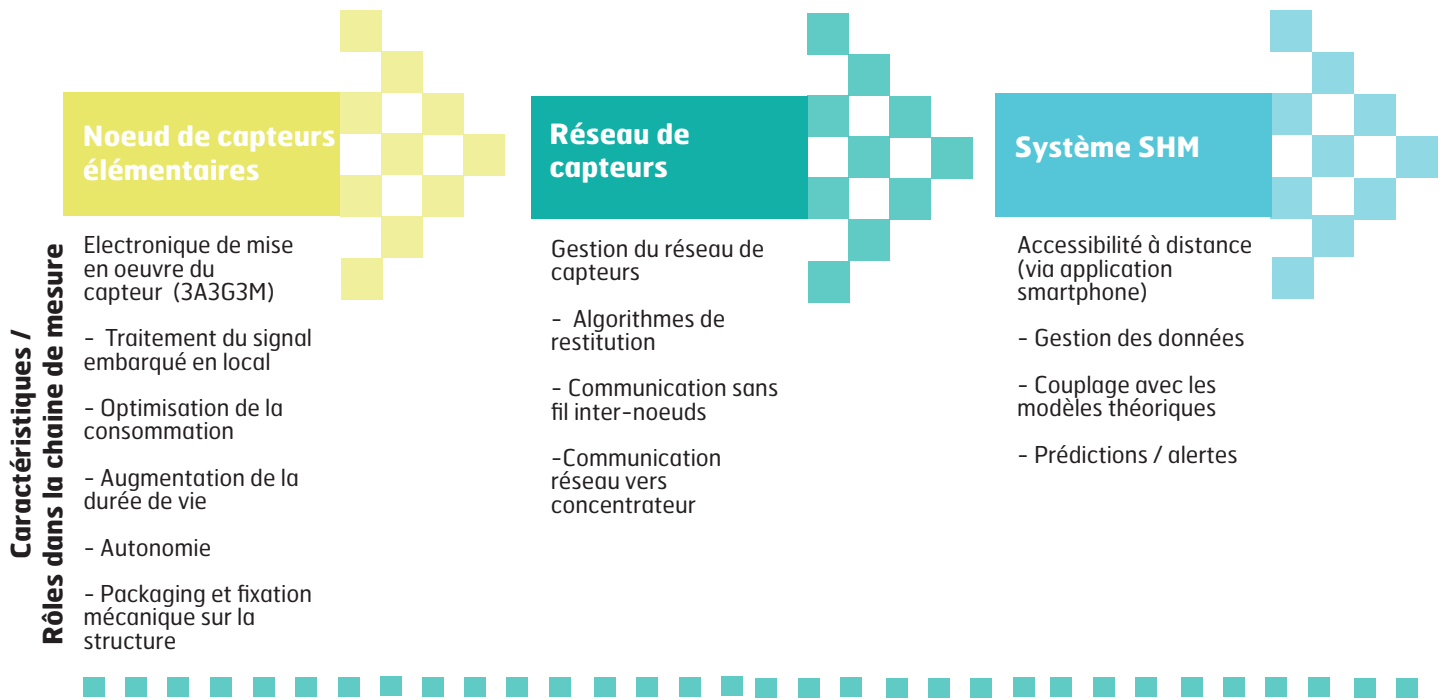 Caractéristiques /
Rôles dans la chaine de mesure
Noeud de capteurs
élémentaires
Electronique de mise
en oeuvre du
capteur (3A3G3M)
- Traitement du signal
embarqué en local
- Optimisation de la
consommation
- Augmentation de la
durée de vie
- Autonomie
- Packaging et fixation
mécanique sur la
structure
Réseau de
capteurs
Gestion du réseau de
capteurs
- Algorithmes de
restitution
- Communication sans
fil inter-noeuds
-Communication
réseau vers
concentrateur
Système SHM
Accessibilité à distance
(via application
smartphone)
- Gestion des données
- Couplage avec les
modèles théoriques
- Prédictions / alertes